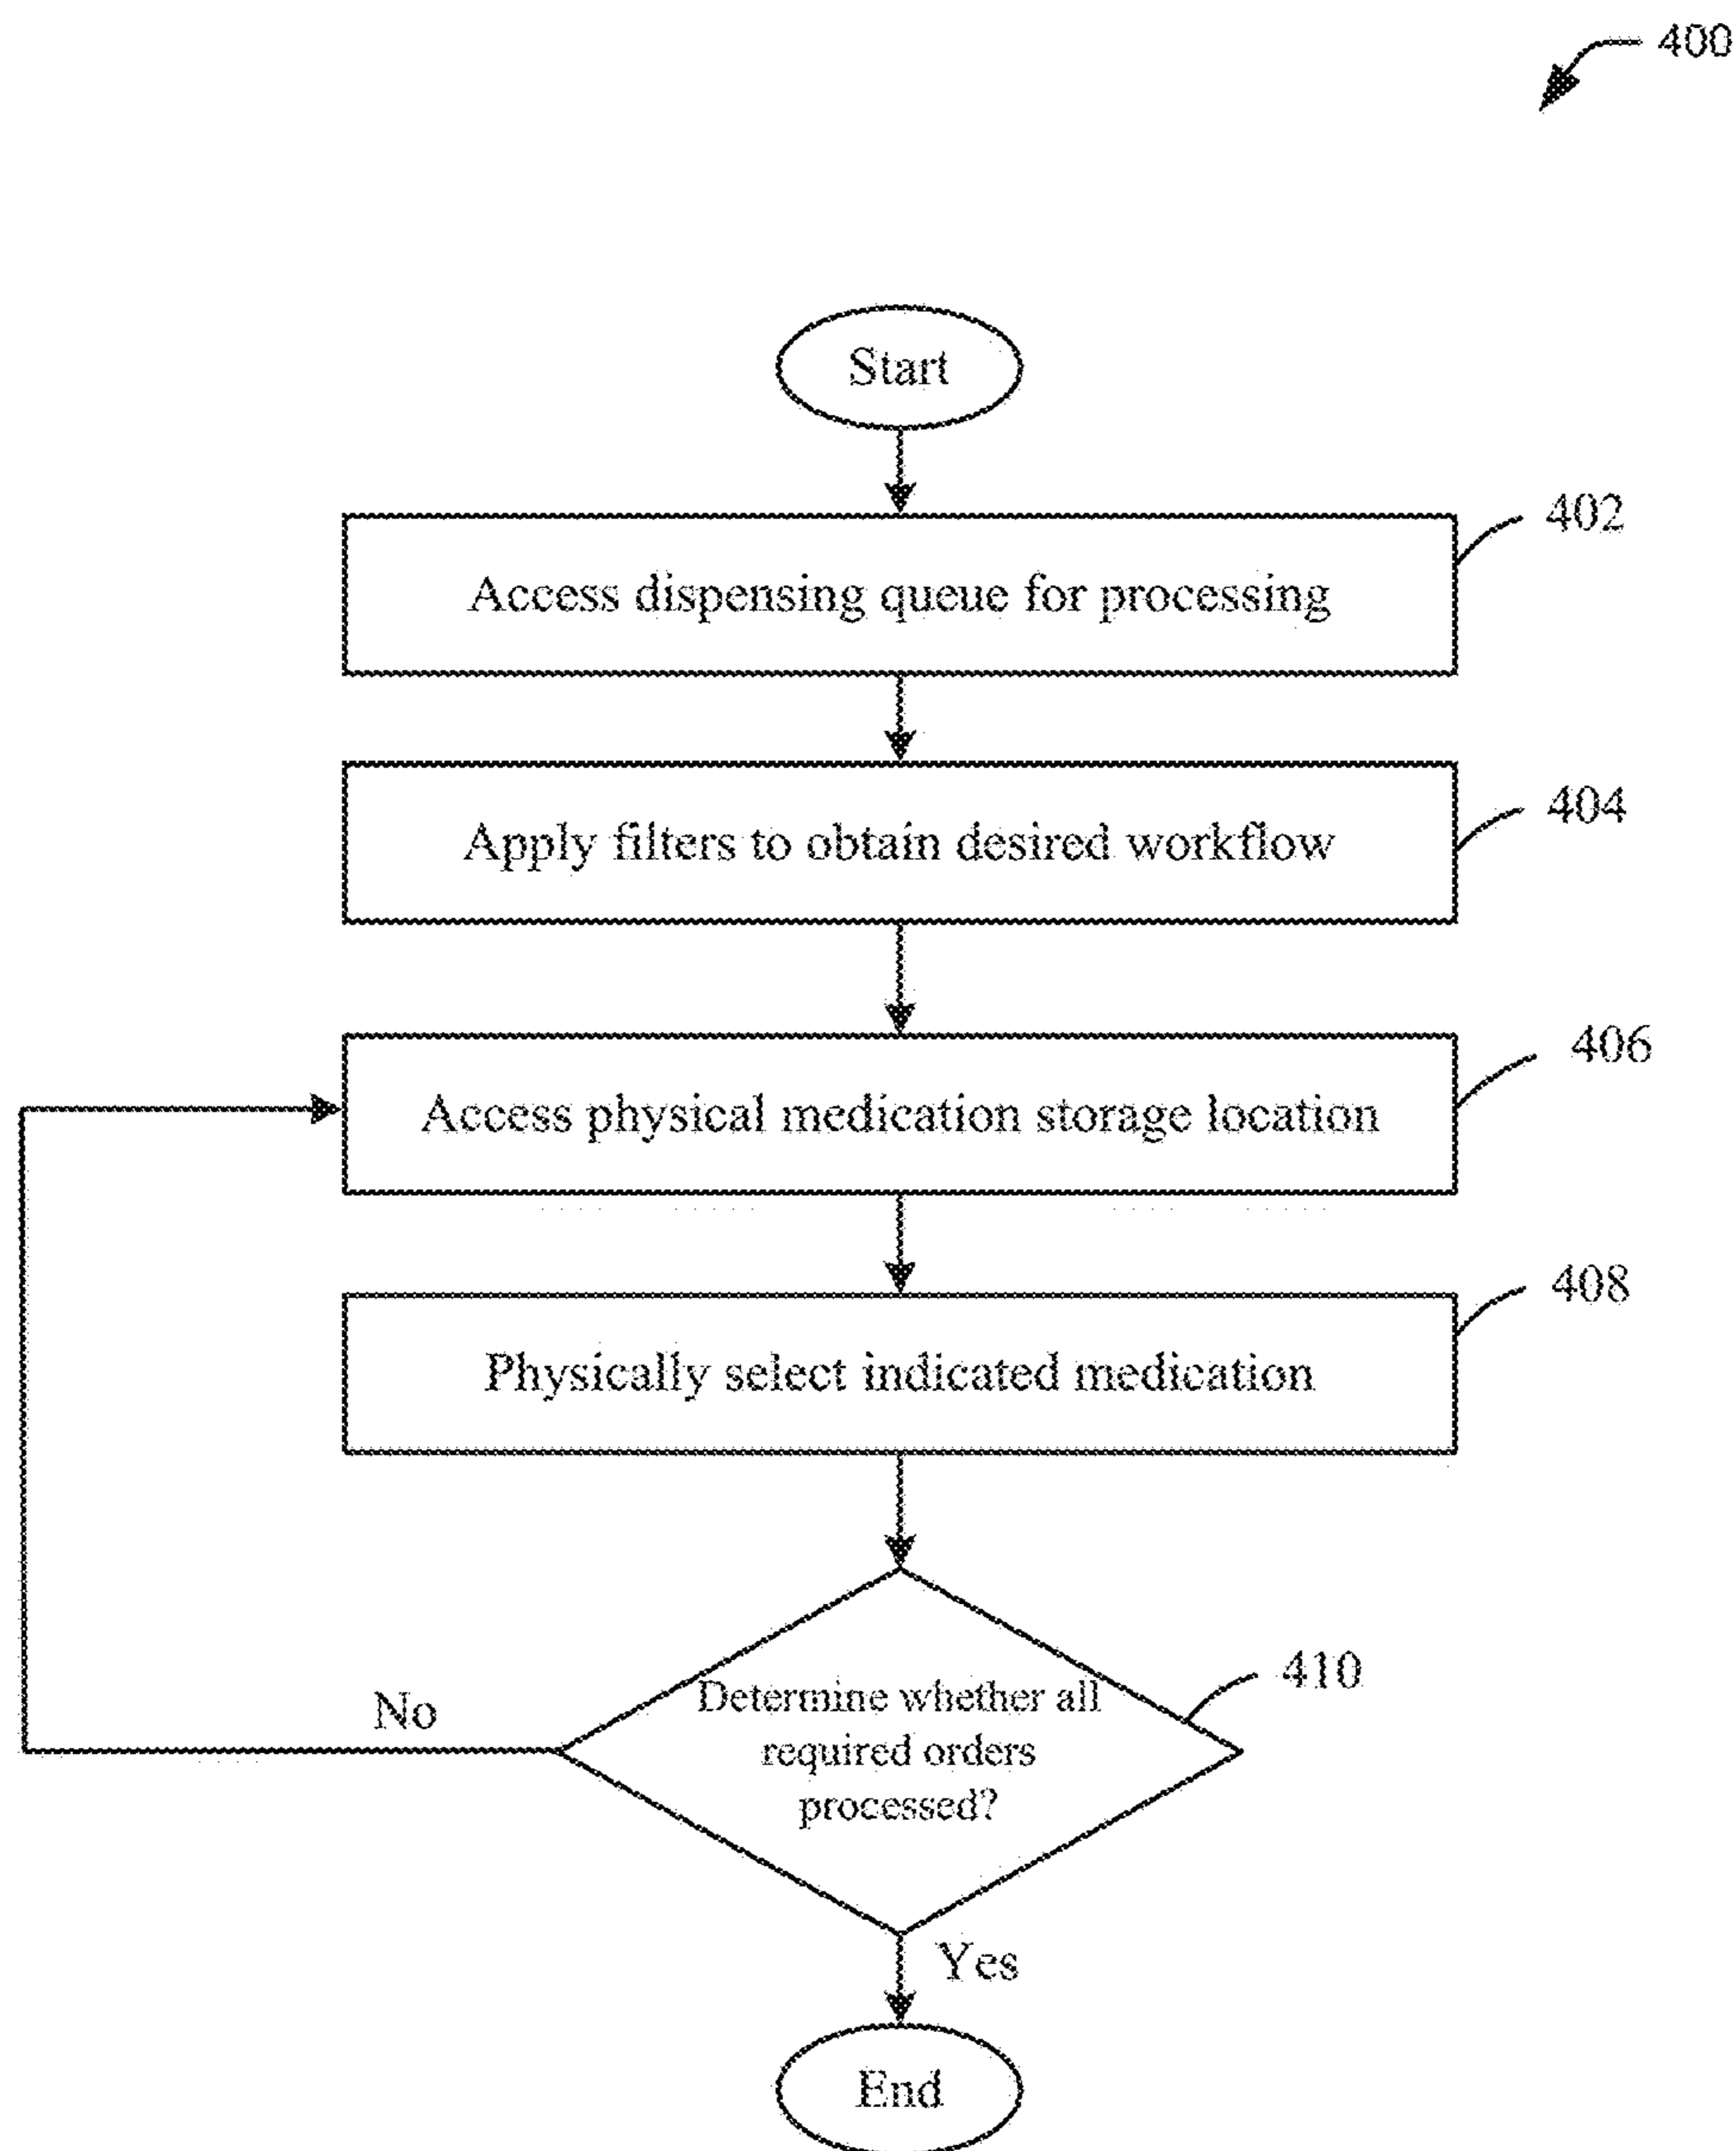 400
Start
402
Access dispensing queue for processing
404
Apply filters to obtain desired workflow
406
Access physical medication storage location
408
Physically select indicated medication
410
Determine whether all
required orders
processed?
No
Yes
End